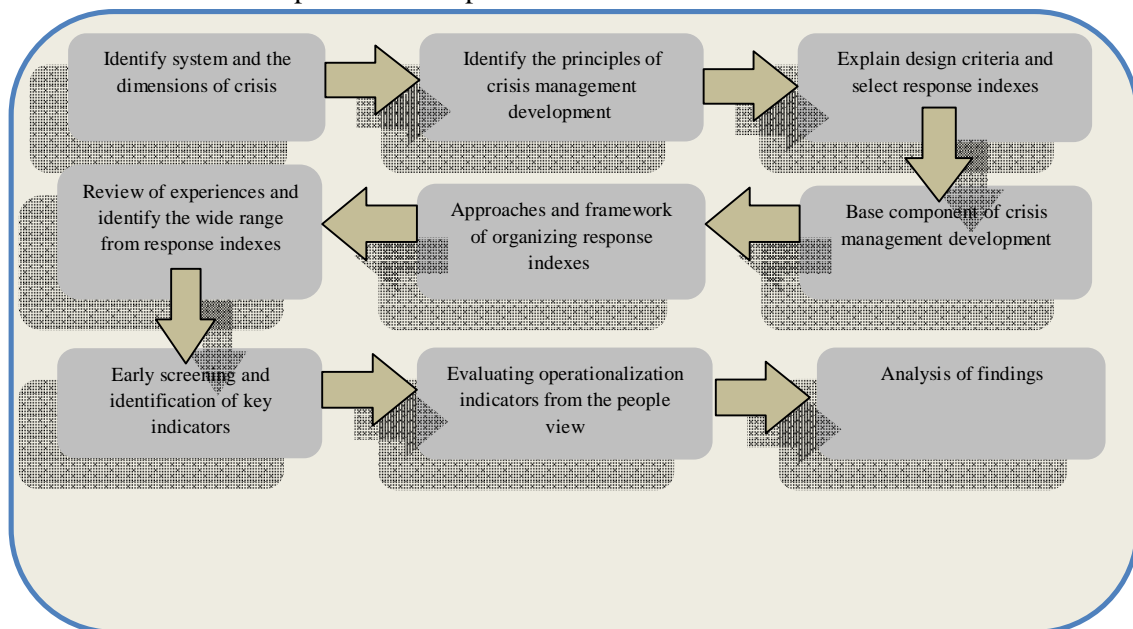 Identify system and the
dimensions of crisis
Identify the principles of
crisis management
development
Explain design criteria and
select response indexes
Base component of crisis
management development
Approaches and framework
of organizing response
indexes
Review of experiences and
identify the wide range
from response indexes
Early screening and
identification of key
indicators
Evaluating operationalization
indicators from the people
view
Analysis of findings